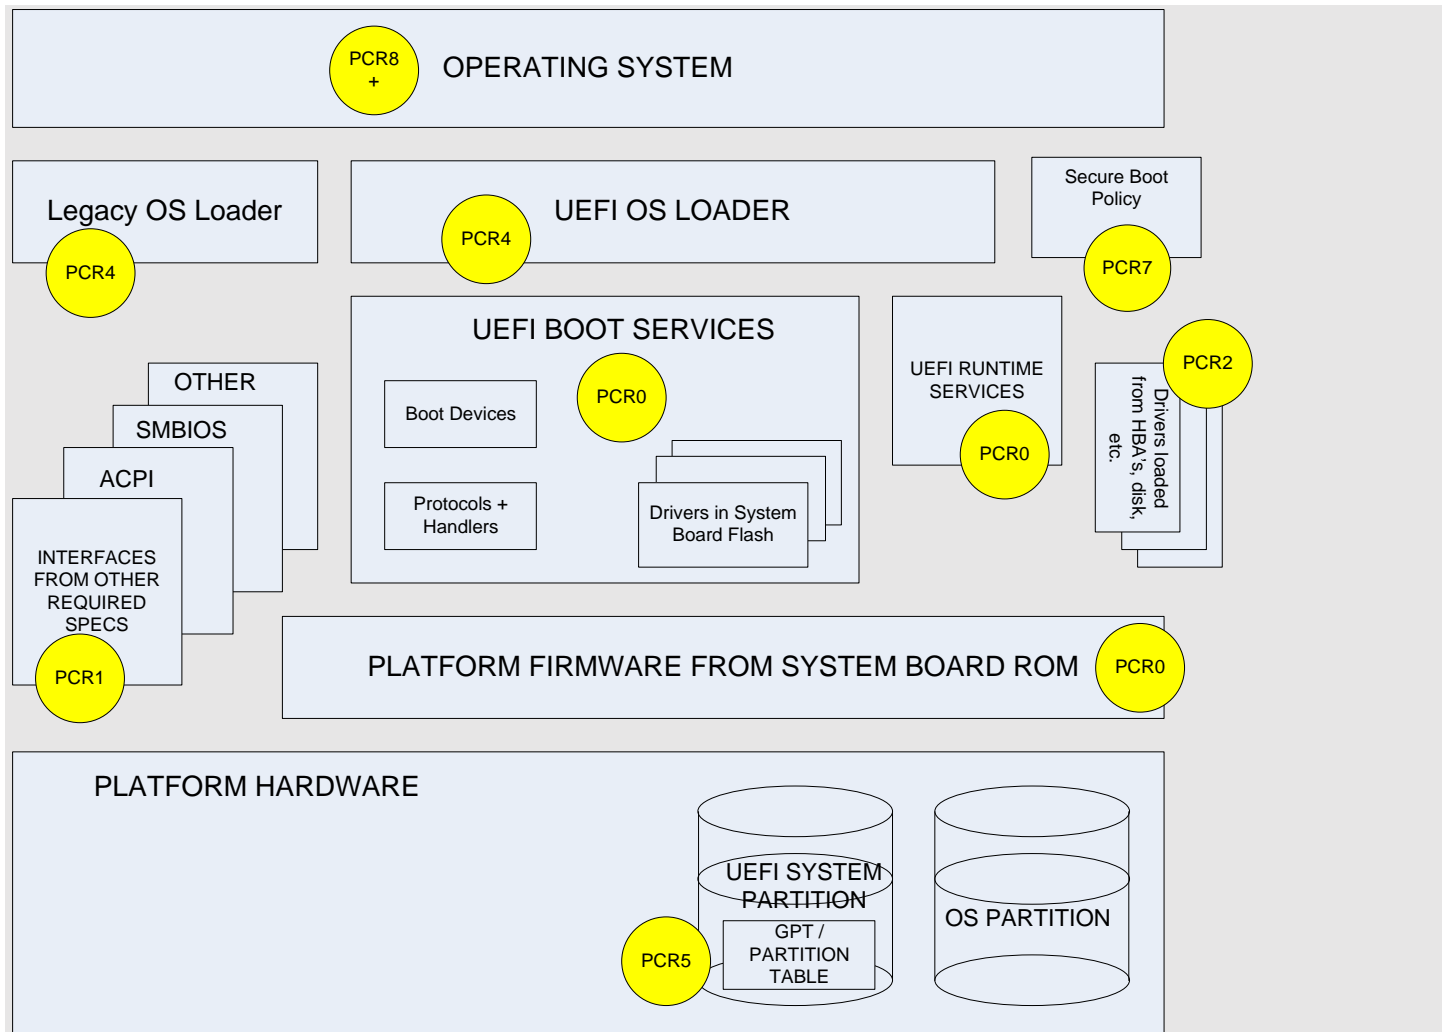 PCR8
+
OPERATING SYSTEM
Legacy OS Loader
PCR4
UEFI OS LOADER
PCR4
Secure Boot
Policy
PCR7
UEFI BOOT SERVICES
PCR0
Boot Devices
Protocols +
Handlers
Drivers in System
Board Flash
UEFI RUNTIME
SERVICES
PCR0
PCR2
Drivers loaded
from HBA's, disk,
etc.
OTHER
SMBIOS
ACPI
INTERFACES
FROM OTHER
REQUIRED
SPECS
PCR1
PLATFORM FIRMWARE FROM SYSTEM BOARD ROM
PCR0
PLATFORM HARDWARE
UEFI SYSTEM
PARTITION
GPT /
PARTITION
TABLE
PCR5
OS PARTITION